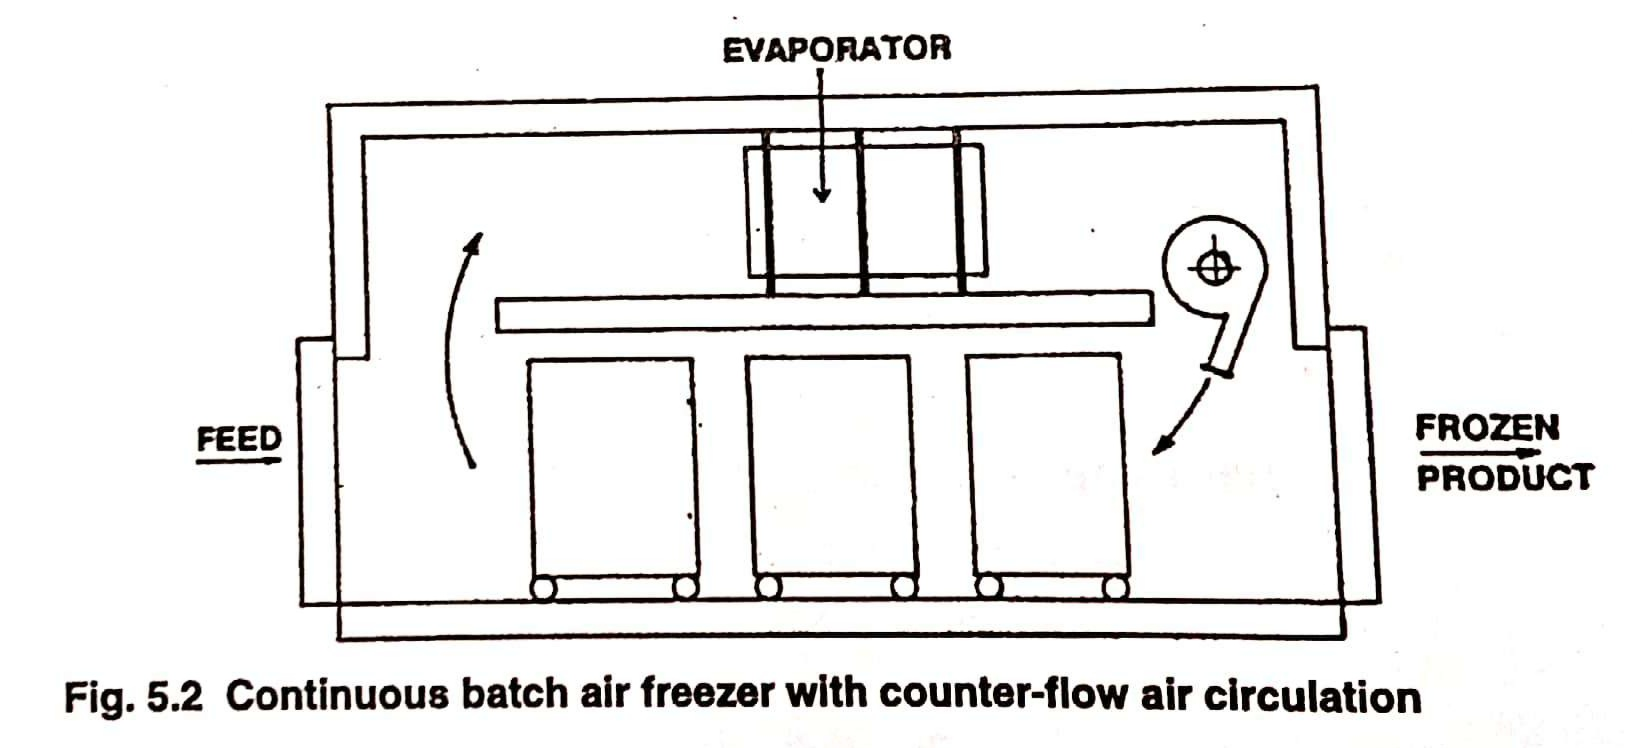 EVAPORATOR
FEED
FROZEN
PRODUCT
Fig. 5.2 Continuous batch air freezer with counter-flow air circulation